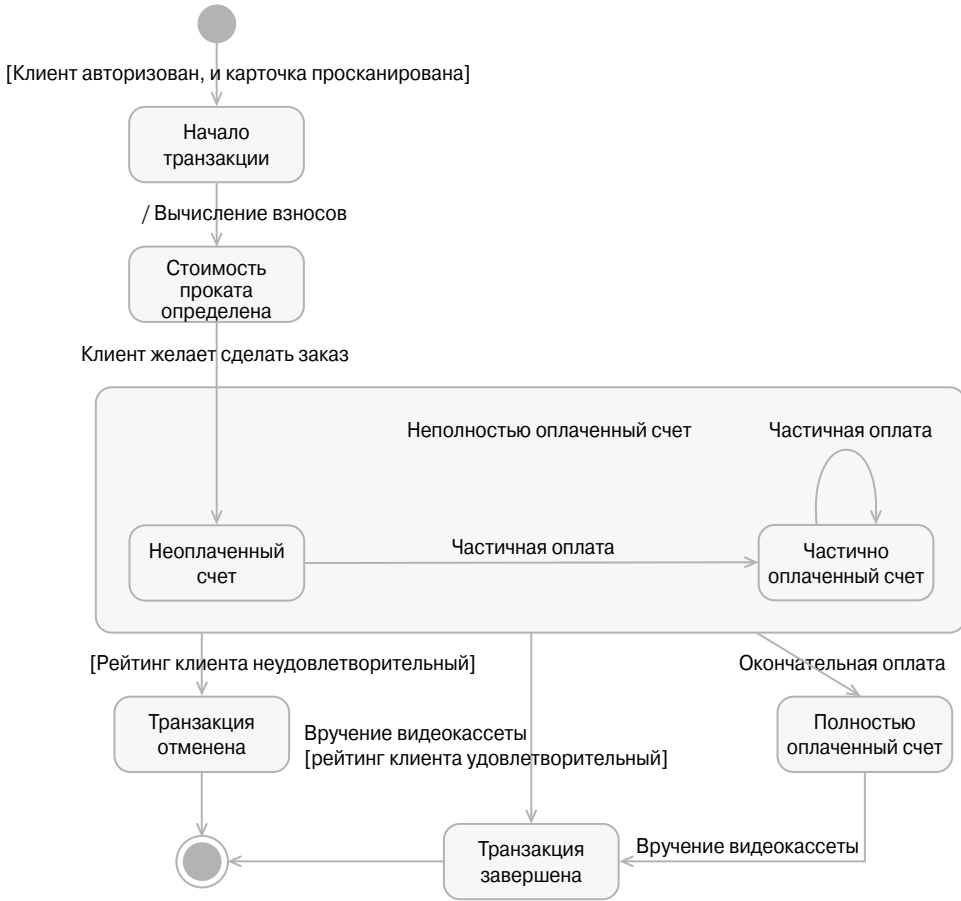 [Клиент авторизован, и карточка просканирована]
Начало
транзакции
/ Вычисление взносов
Стоимость
проката
определена
Клиент желает сделать заказ
Неполностью оплаченный счет
Частичная оплата
Неоплаченный
счет
Частичная оплата
Частично
оплаченный счет
[Рейтинг клиента неудовлетворительный]
Окончательная оплата
Транзакция
отменена
Вручение видеокассеты
[рейтинг клиента удовлетворительный]
Полностью
оплаченный счет
Транзакция
завершена
Вручение видеокассеты